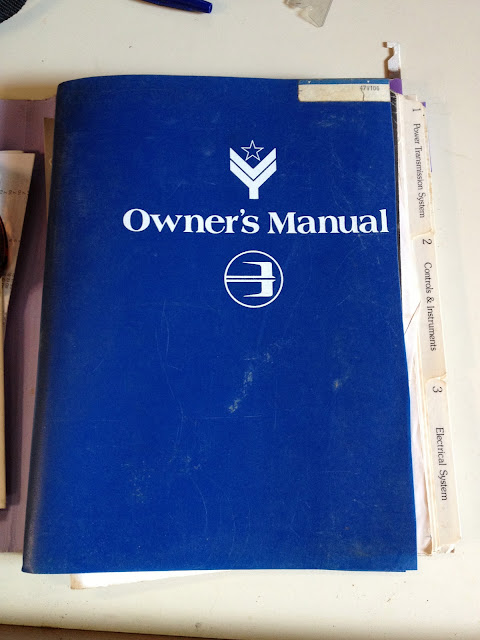 Owner's Manual
1 Power Transmission System
2 Controls & Instruments
3 Electrical System